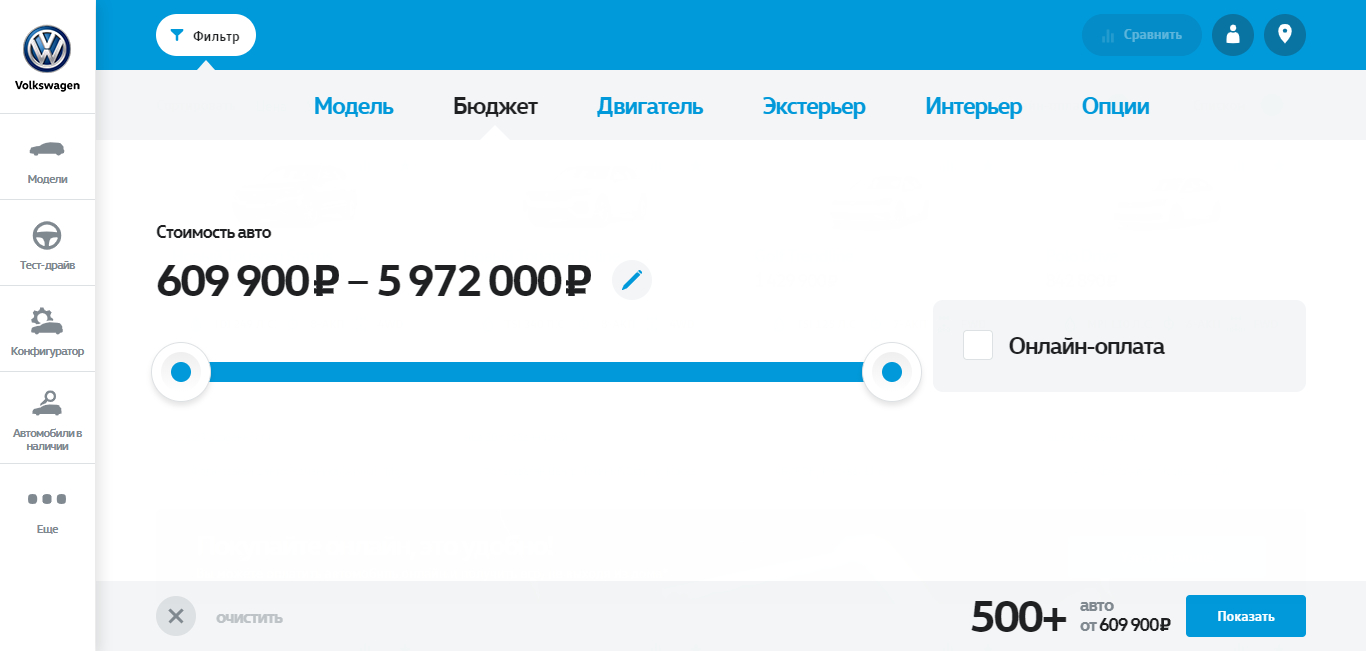 Volkswagen
Модели
Тест-драйв
Конфигуратор
Автомобили в
наличии
Еще
Фильтр
Сравнить
Модель
Бюджет
Двигатель
Экстерьер
Интерьер
Опции
Стоимость авто
609 900₽ – 5 972 000₽
Онлайн-оплата
очистить
500+
авто
от 609 900₽
Показать